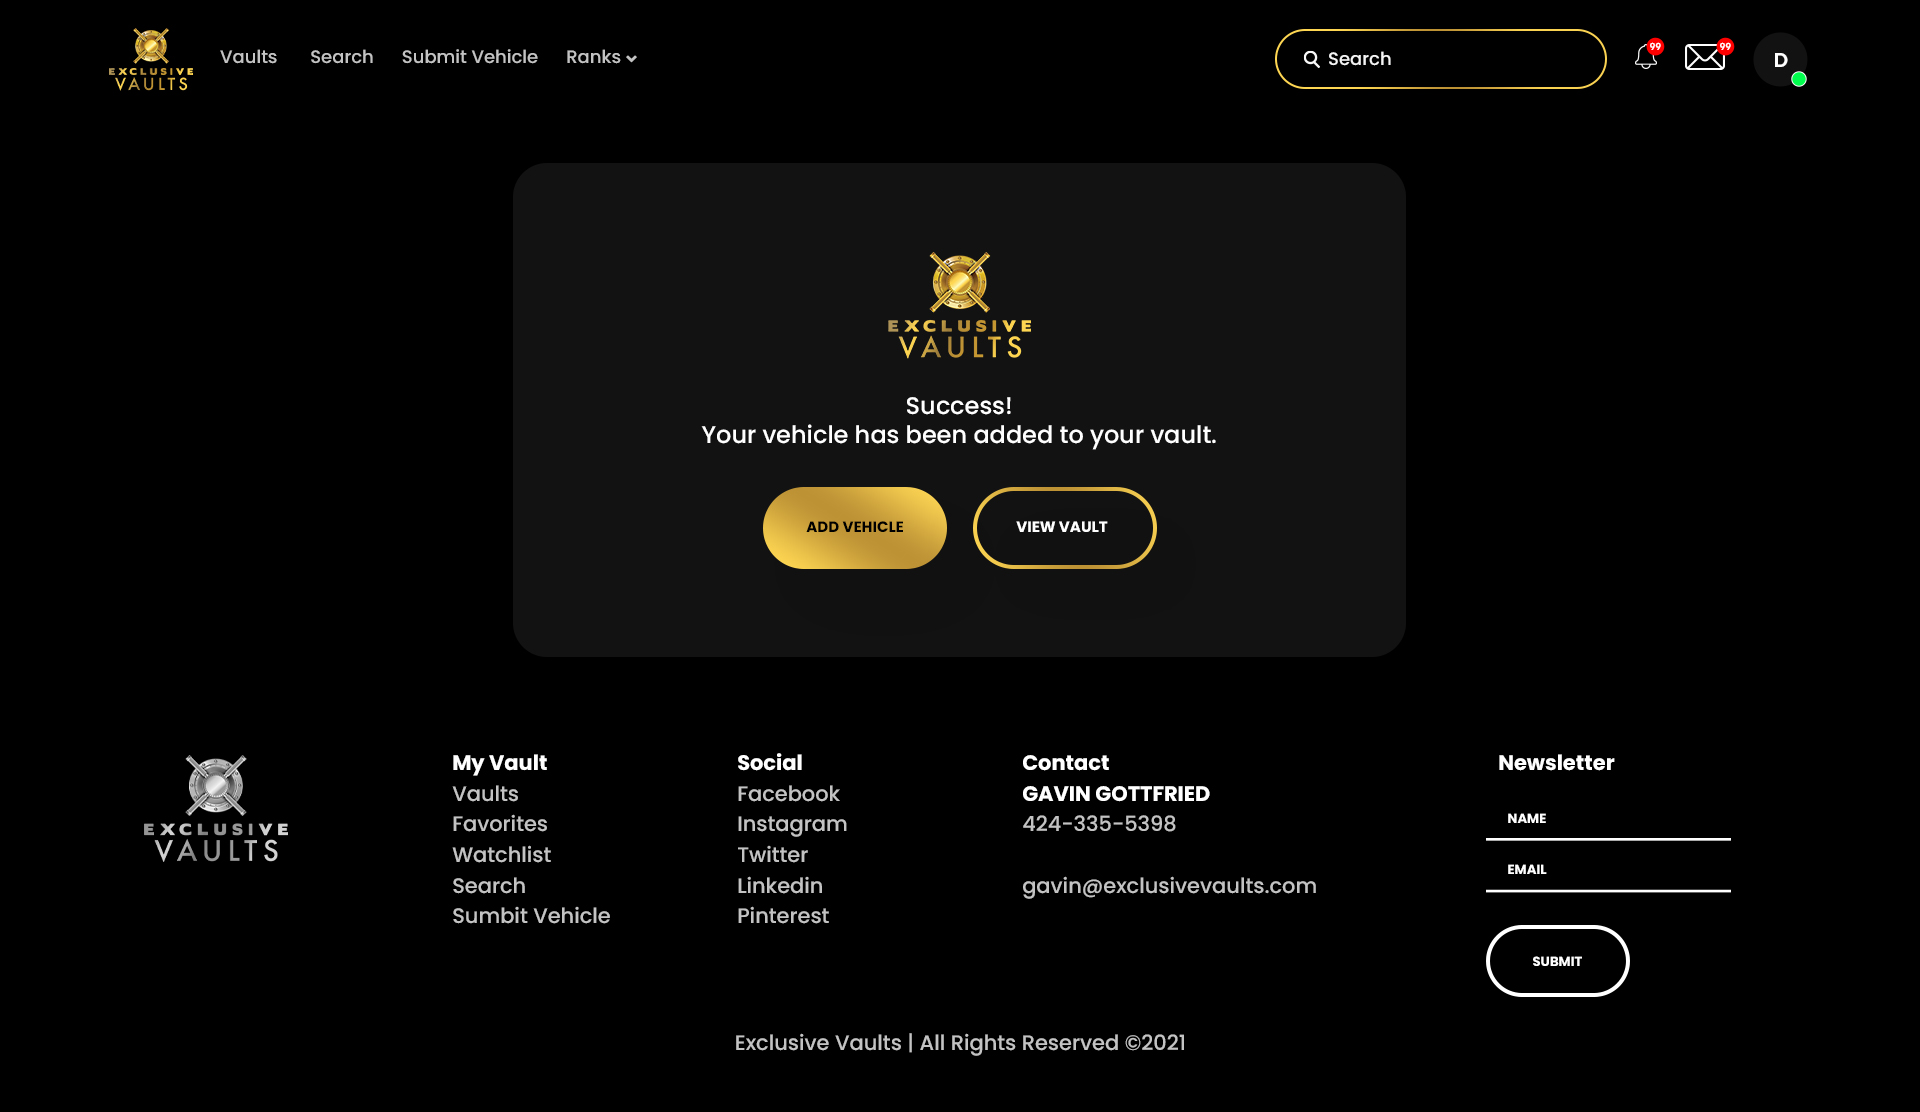 EXCLUSIVE
VAULTS
Vaults
Search
Submit Vehicle
Ranks
Search
99
99
D
EXCLUSIVE
VAULTS
Success!
Your vehicle has been added to your vault.
ADD VEHICLE
VIEW VAULT
EXCLUSIVE
VAULTS
My Vault
Vaults
Favorites
Watchlist
Search
Sumbit Vehicle
Social
Facebook
Instagram
Twitter
Linkedin
Pinterest
Contact
GAVIN GOTTFRIED
424-335-5398
gavin@exclusivevaults.com
Newsletter
NAME
EMAIL
SUBMIT
Exclusive Vaults | All Rights Reserved ©2021